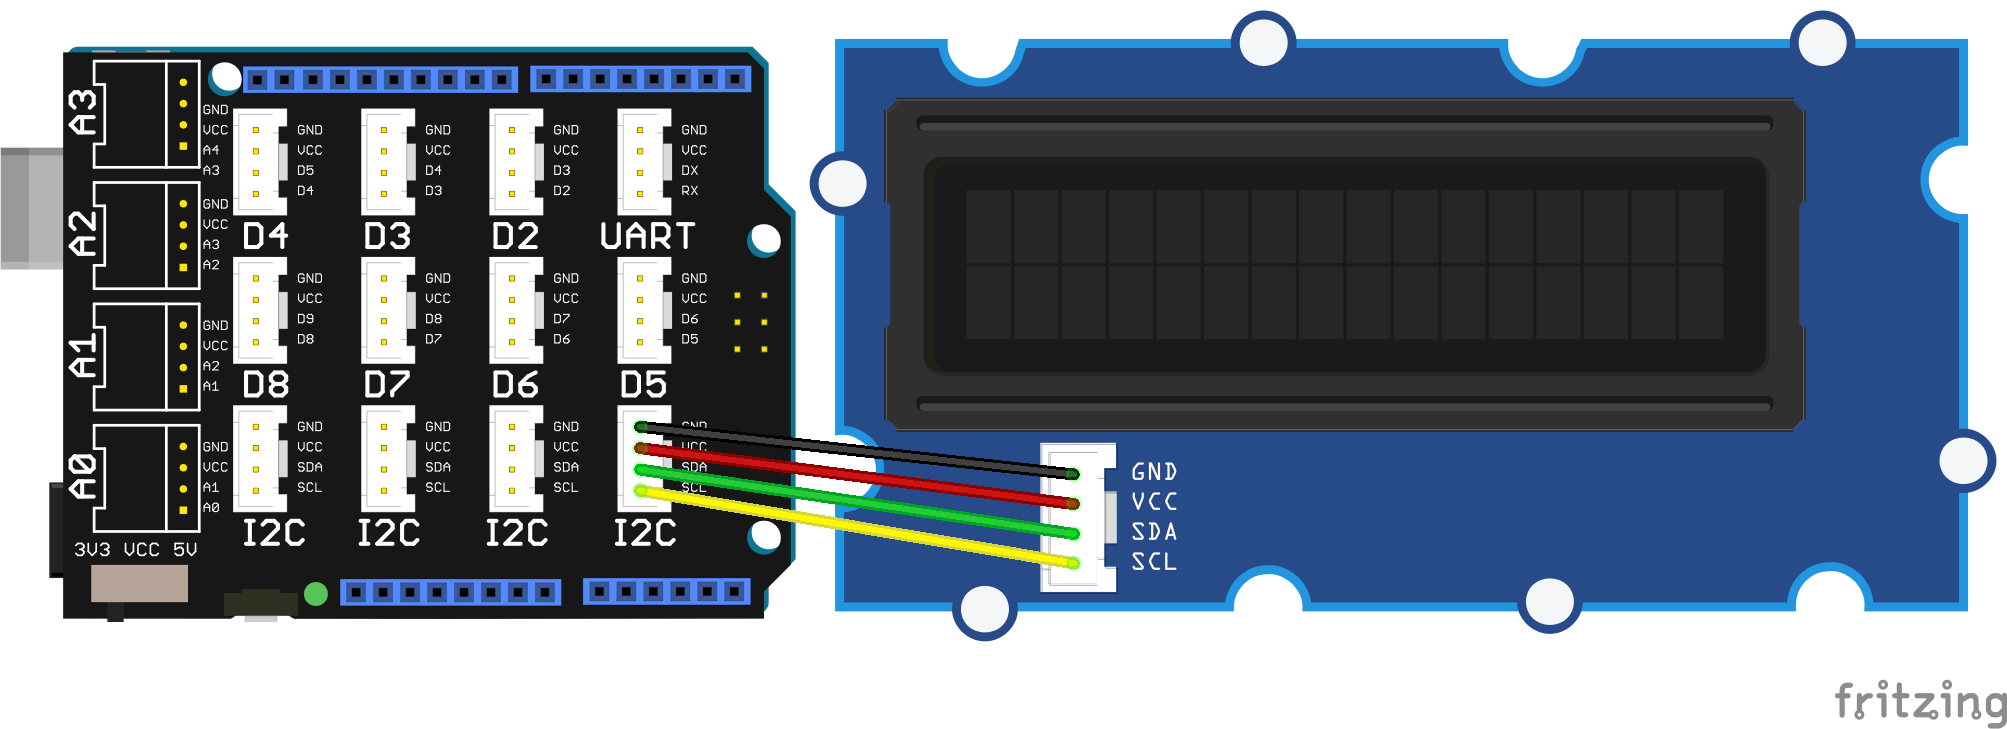 A3
GND
VCC
A4
A3
A2
GND
VCC
A3
A2
A1
GND
VCC
A2
A1
A0
GND
VCC
A1
A0
3V3 VCC 5V
GND
VCC
D5
D4
D4
GND
VCC
D4
D3
D3
GND
VCC
D3
D2
D2
GND
VCC
DX
RX
UART
GND
VCC
D9
D8
D8
GND
VCC
D8
D7
D7
GND
VCC
D7
D6
D6
GND
VCC
D6
D5
D5
GND
VCC
SDA
SCL
I2C
GND
VCC
SDA
SCL
I2C
GND
VCC
SDA
SCL
I2C
GND
VCC
SDA
SCL
I2C
GND
VCC
SDA
SCL
fritzing